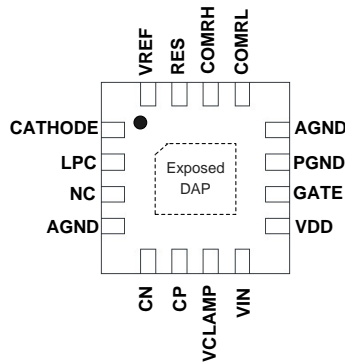 VREF
RES
COMRH
COMRL
CATHODE
LPC
NC
AGND
Exposed
DAP
AGND
PGND
GATE
VDD
CN
CP
VCLAMP
VIN